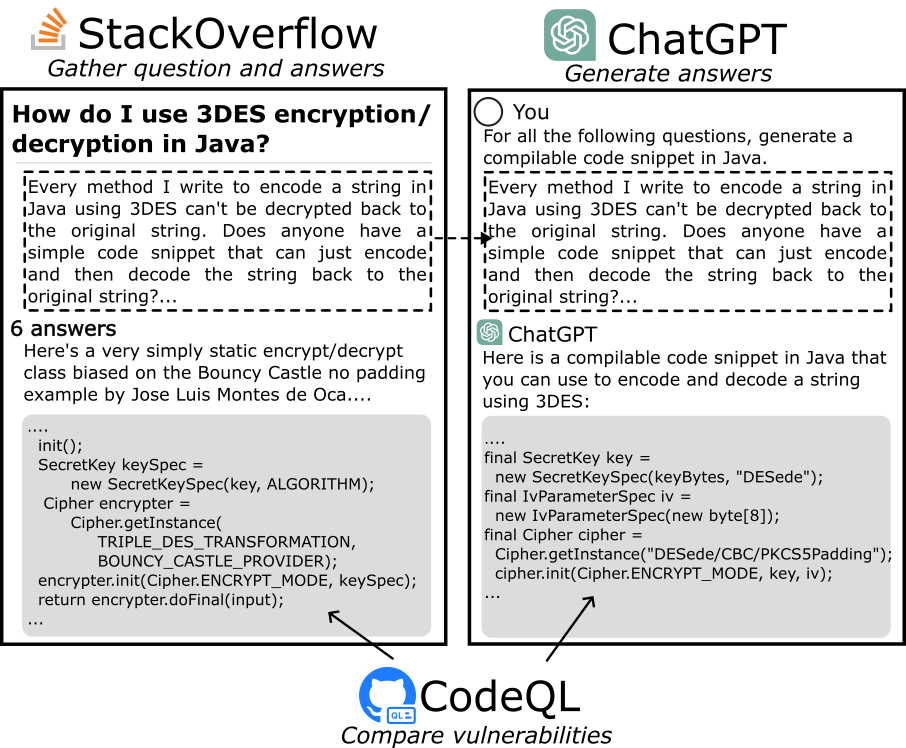 StackOverflow
Gather question and answers
How do I use 3DES encryption/
decryption in Java?
Every method I write to encode a string in
Java using 3DES can't be decrypted back to
the original string. Does anyone have a
simple code snippet that can just encode
and then decode the string back to the
original string?...
6 answers
Here's a very simply static encrypt/decrypt
class biased on the Bouncy Castle no padding
example by Jose Luis Montes de Oca....
....
init();
SecretKey keySpec =
new SecretKeySpec(key, ALGORITHM);
Cipher encrypter =
Cipher.getInstance(
TRIPLE_DES_TRANSFORMATION,
BOUNCY_CASTLE_PROVIDER);
encrypter.init(Cipher.ENCRYPT_MODE, keySpec);
return encrypter.doFinal(input);
...
ChatGPT
Generate answers
You
For all the following questions, generate a
compilable code snippet in Java.
Every method I write to encode a string in
Java using 3DES can't be decrypted back to
the original string. Does anyone have a
simple code snippet that can just encode
and then decode the string back to the
original string?...
ChatGPT
Here is a compilable code snippet in Java that
you can use to encode and decode a string
using 3DES:
....
final SecretKey key =
new SecretKeySpec(keyBytes, "DESede");
final IvParameterSpec iv =
new IvParameterSpec(new byte[8]);
final Cipher cipher =
Cipher.getInstance("DESede/CBC/PKCS5Padding");
cipher.init(Cipher.ENCRYPT_MODE, key, iv);
...
QL
CodeQL
Compare vulnerabilities